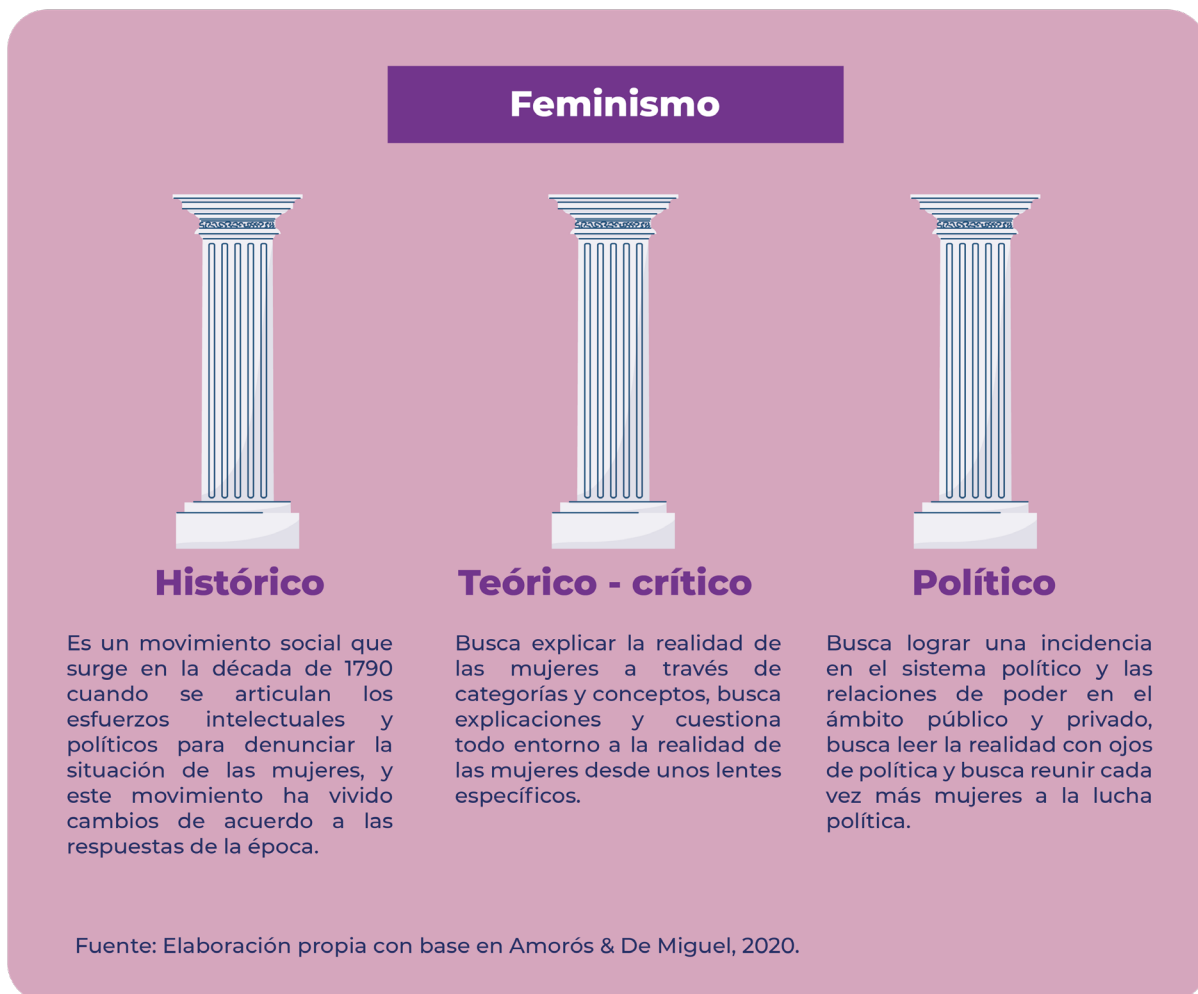 Feminismo
Histórico
Es un movimiento social que
surge en la década de 1790
cuando se articulan los
esfuerzos intelectuales y
políticos para denunciar la
situación de las mujeres, y
este movimiento ha vivido
cambios de acuerdo a las
respuestas de la época.
Teórico - crítico
Busca explicar la realidad de
las mujeres a través de
categorías y conceptos, busca
explicaciones y cuestiona
todo entorno a la realidad de
las mujeres desde unos lentes
específicos.
Político
Busca lograr una incidencia
en el sistema político y las
relaciones de poder en el
ámbito público y privado,
busca leer la realidad con ojos
de política y busca reunir cada
vez más mujeres a la lucha
política.
Fuente: Elaboración propia con base en Amorós & De Miguel, 2020.